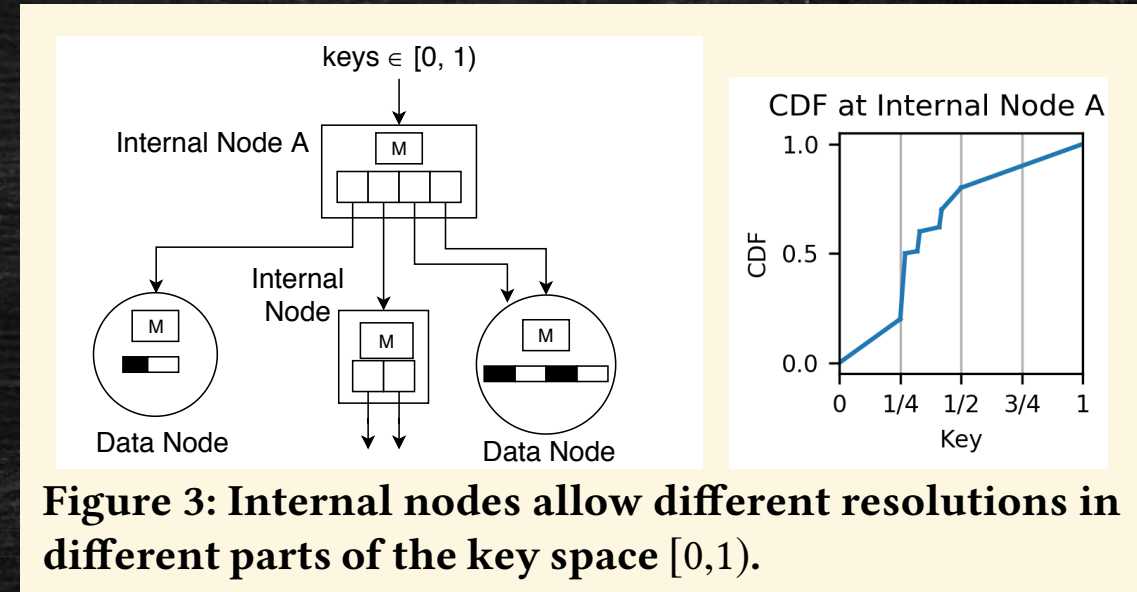 keys ∈ [0, 1)
Internal Node A
M
Internal
Node
M
M
M
Data Node
Data Node
CDF at Internal Node A
CDF
1.0
0.5
0.0
0 1/4 1/2 3/4 1
Key
Figure 3: Internal nodes allow different resolutions in
different parts of the key space [0,1).